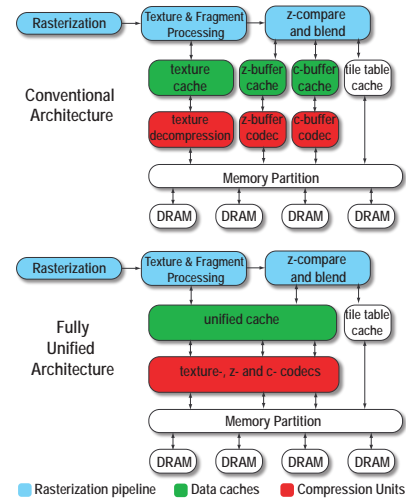 Rasterization
Texture & Fragment
Processing
z-compare
and blend
texture
cache
z-buffer
cache
c-buffer
cache
tile table
cache
Conventional
Architecture
texture
decompression
z-buffer
codec
c-buffer
codec
Memory Partition
DRAM
DRAM
DRAM
DRAM
Rasterization
Texture & Fragment
Processing
z-compare
and blend
unified cache
tile table
cache
Fully
Unified
Architecture
texture-, z- and c- codecs
Memory Partition
DRAM
DRAM
DRAM
DRAM
Rasterization pipeline
Data caches
Compression Units